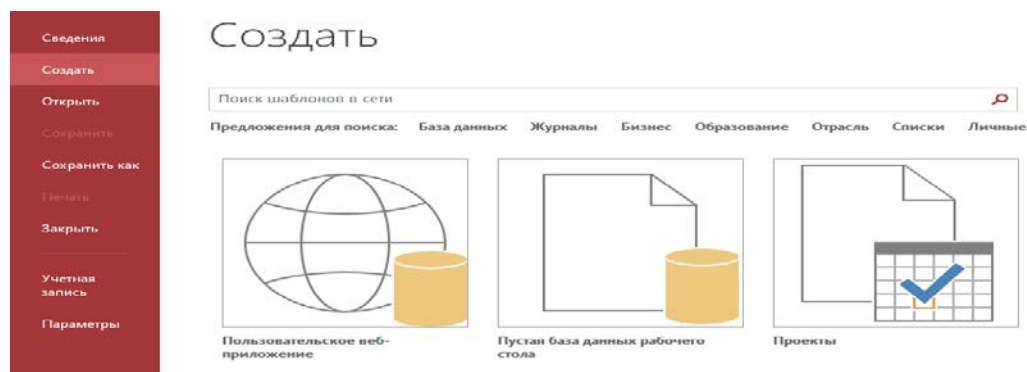 Сведения
Создать
Открыть
Сохранить
Сохранить как
Печать
Закрыть
Учетная
запись
Параметры
Создать
Поиск шаблонов в сети
Предложения для поиска: База данных Журналы Бизнес Образование Отрасль Списки Личные
Пользовательское веб-
приложение
Пустая база данных рабочего
стола
Проекты